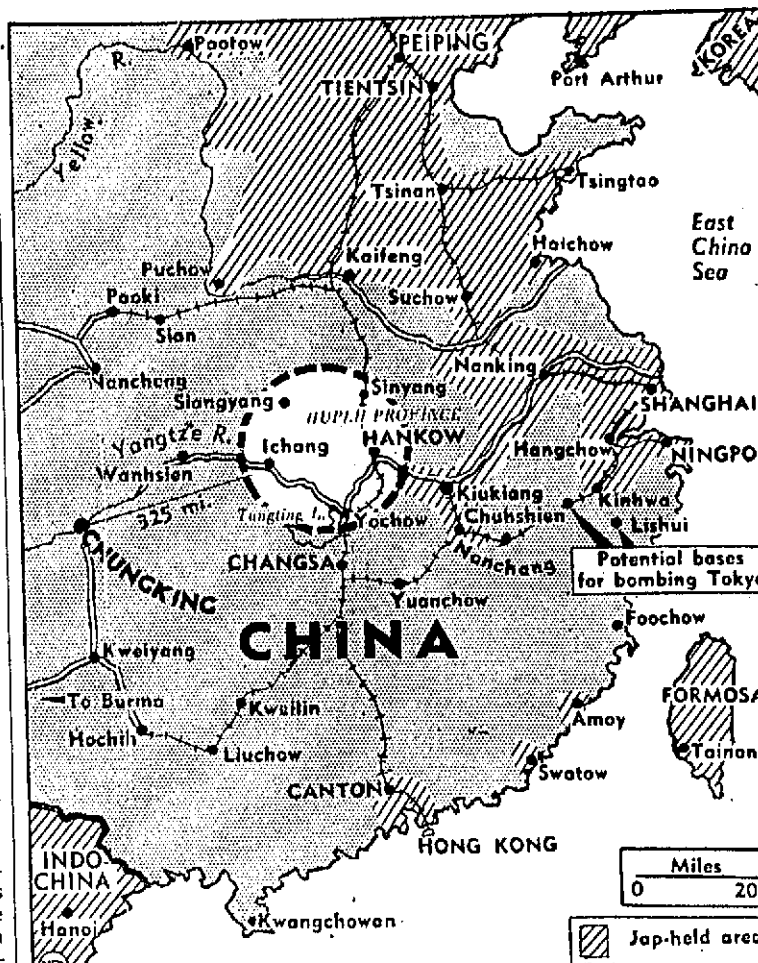 Paotow
R.
Yellow
PEIPING
TIENTSIN
Port Arthur
KOREA
Tsinan
Tsingtao
East
China
Sea
Haichow
Puchow
Kaifeng
Suchow
Paoki
Sian
Nanking
Nancheng
Siangyang
Sinyang
SHANGHAI
HUPEH PROVINCE
Yangtze R.
Ichang
HANKOW
Hangchow
NINGPO
Wanhsien
325 mi.
Tungting L.
Yochow
Kiukiang
Kinhwa
Chuhshien
Lishui
CHUNGKING
CHANGSA
Nanchang
Potential bases
for bombing Tokyo
Yuanchow
CHINA
Foochow
Kweiyang
To Burma
Kweilin
FORMOSA
Amoy
Hochih
Liuchow
Tainan
Swatow
CANTON
HONG KONG
INDO-
CHINA
Miles
0 20
Hanoi
Kwangchowan
Jap-held area